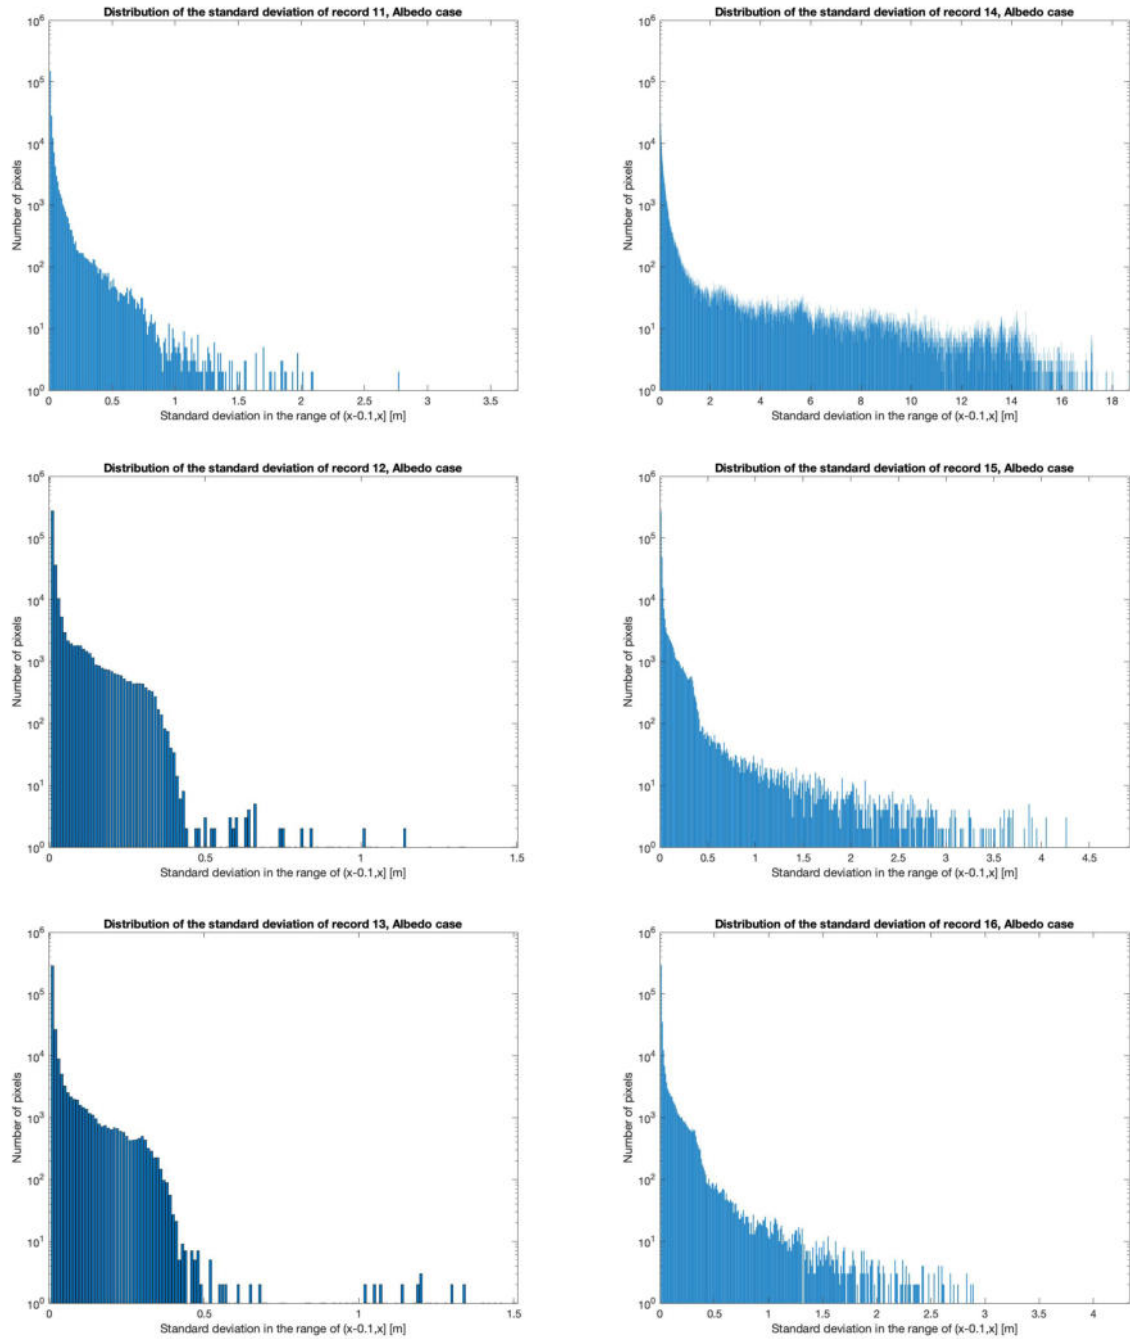 Distribution of the standard deviation of record 11, Albedo case
10^6
10^5
10^4
10^3
10^2
10^1
10^0
Number of pixels
0 0.5 1 1.5 2 2.5 3 3.5
Standard deviation in the range of (x-0.1,x] [m]
Distribution of the standard deviation of record 14, Albedo case
10^6
10^5
10^4
10^3
10^2
10^1
10^0
Number of pixels
0 2 4 6 8 10 12 14 16 18
Standard deviation in the range of (x-0.1,x] [m]
Distribution of the standard deviation of record 12, Albedo case
10^6
10^5
10^4
10^3
10^2
10^1
10^0
Number of pixels
0 0.5 1 1.5
Standard deviation in the range of (x-0.1,x] [m]
Distribution of the standard deviation of record 15, Albedo case
10^6
10^5
10^4
10^3
10^2
10^1
10^0
Number of pixels
0 0.5 1 1.5 2 2.5 3 3.5 4 4.5
Standard deviation in the range of (x-0.1,x] [m]
Distribution of the standard deviation of record 13, Albedo case
10^6
10^5
10^4
10^3
10^2
10^1
10^0
Number of pixels
0 0.5 1 1.5
Standard deviation in the range of (x-0.1,x] [m]
Distribution of the standard deviation of record 16, Albedo case
10^6
10^5
10^4
10^3
10^2
10^1
10^0
Number of pixels
0 0.5 1 1.5 2 2.5 3 3.5 4
Standard deviation in the range of (x-0.1,x] [m]